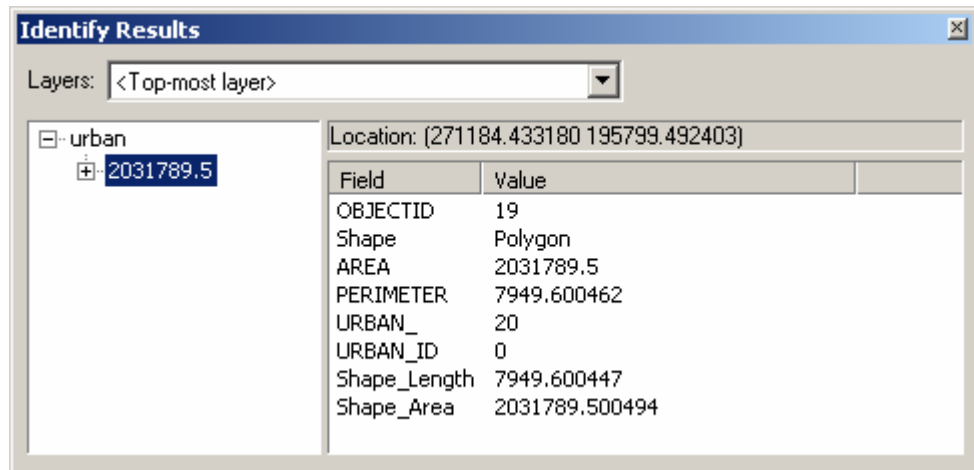 Identify Results
Layers: <Top-most layer>
urban
2031789.5
Location: (271184.433180 195799.492403)
Field Value
OBJECTID 19
Shape Polygon
AREA 2031789.5
PERIMETER 7949.600462
URBAN_ 20
URBAN_ID 0
Shape_Length 7949.600447
Shape_Area 2031789.500494